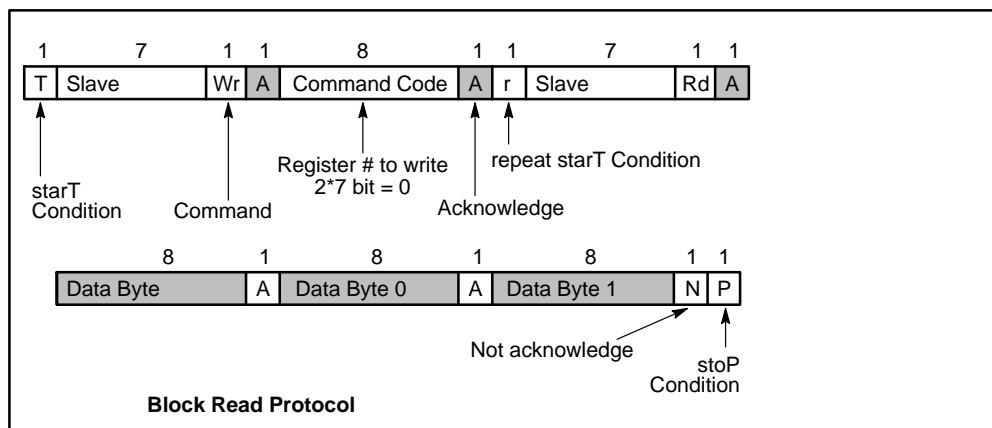 1 7 1 1 8 1 1 7 1 1
T Slave Wr A Command Code A r Slave Rd A
Register # to write
2*7 bit = 0
repeat starT Condition
starT
Condition
Command
Acknowledge
8 1 8 1 8 1 1
Data Byte A Data Byte 0 A Data Byte 1 N P
Not acknowledge
stoP
Condition
Block Read Protocol